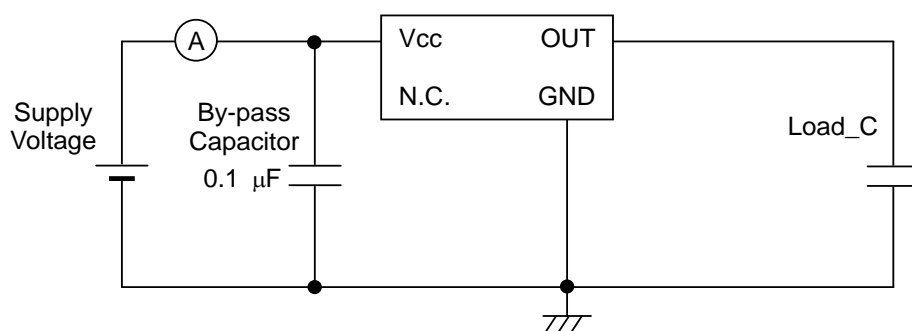 A
Vcc OUT
N.C. GND
Supply
Voltage
By-pass
Capacitor
0.1 μF
Load_C